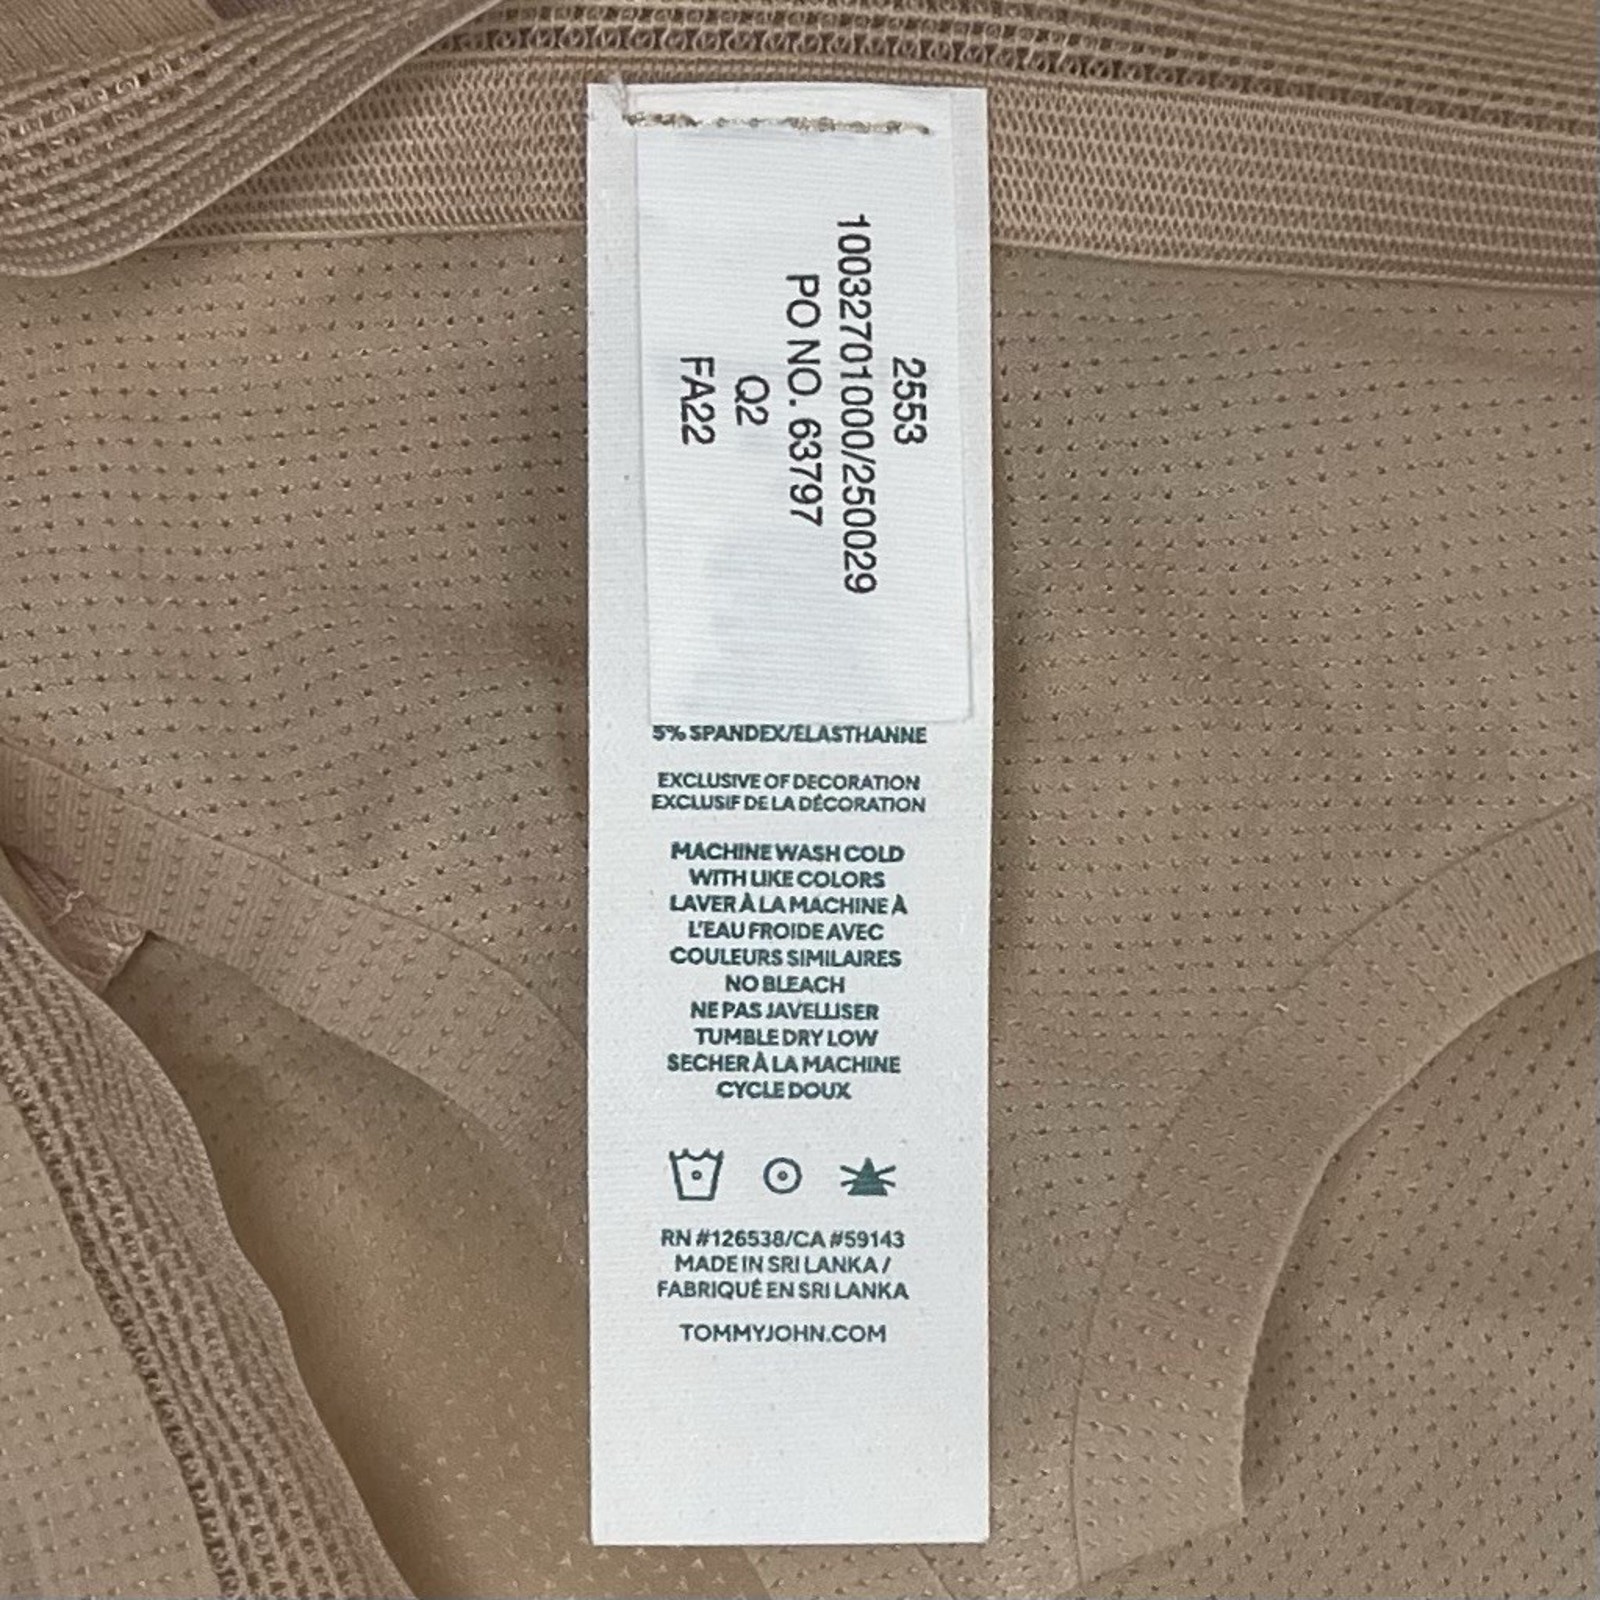 2553
10032701000/250029
PO NO. 63797
Q2
FA22
5% SPANDEX/ÉLASTHANNE
EXCLUSIVE OF DECORATION
EXCLUSIF DE LA DÉCORATION
MACHINE WASH COLD
WITH LIKE COLORS
LAVER À LA MACHINE À
L'EAU FROIDE AVEC
COULEURS SIMILAIRES
NO BLEACH
NE PAS JAVELLISER
TUMBLE DRY LOW
SECHER À LA MACHINE
CYCLE DOUX
RN #126538/CA #59143
MADE IN SRI LANKA /
FABRIQUÉ EN SRI LANKA
TOMMYJOHN.COM